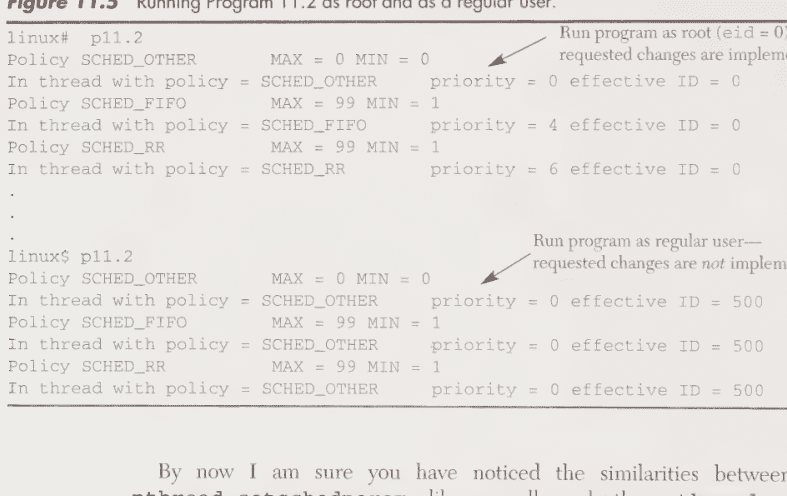 Figure 11.5 Running Program 11.2 as root and as a regular user.
linux# p11.2
Run program as root (eid = 0)
requested changes are implem
Policy SCHED_OTHER MAX = 0 MIN = 0
In thread with policy = SCHED_OTHER priority = 0 effective ID = 0
Policy SCHED_FIFO MAX = 99 MIN = 1
In thread with policy = SCHED_FIFO priority = 4 effective ID = 0
Policy SCHED_RR MAX = 99 MIN = 1
In thread with policy = SCHED_RR priority = 6 effective ID = 0
.
.
.
linux$ p11.2
Run program as regular user—
requested changes are not implem
Policy SCHED_OTHER MAX = 0 MIN = 0
In thread with policy = SCHED_OTHER priority = 0 effective ID = 500
Policy SCHED_FIFO MAX = 99 MIN = 1
In thread with policy = SCHED_OTHER priority = 0 effective ID = 500
Policy SCHED_RR MAX = 99 MIN = 1
In thread with policy = SCHED_OTHER priority = 0 effective ID = 500
By now I am sure you have noticed the similarities between